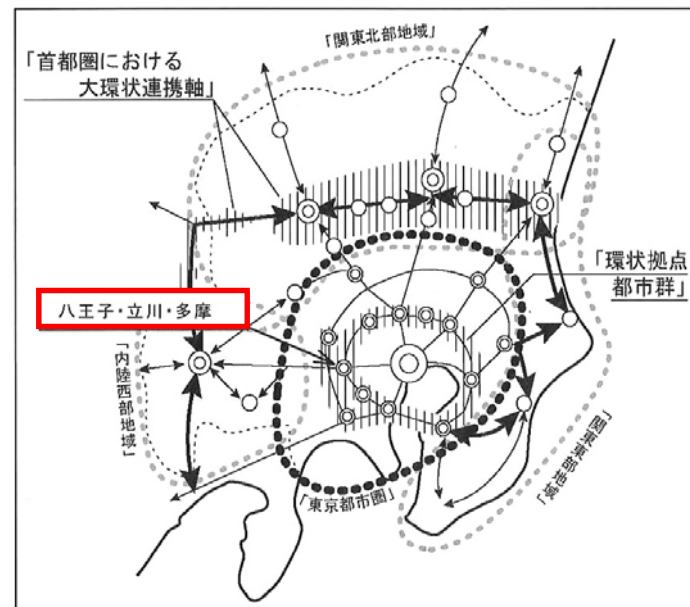 「関東北部地域」
「首都圏における
大環状連携軸」
「環状拠点
都市群」
八王子・立川・多摩
「内陸西部地域」
「関東東部地域」
「東京都市圏」